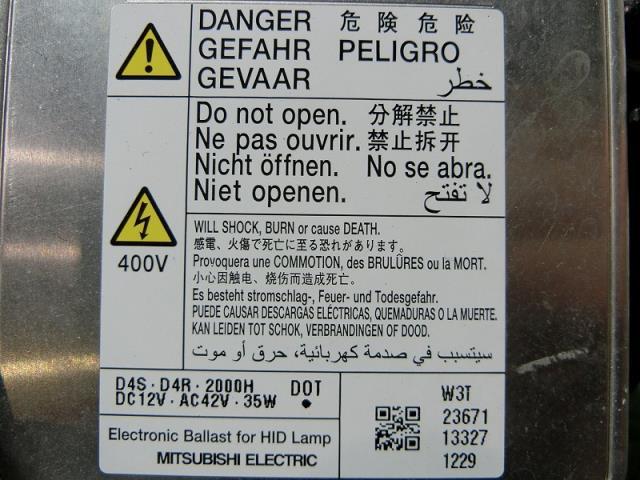 DANGER 危険 危险
GEFAHR PELIGRO
GEVAAR خطر
Do not open. 分解禁止
Ne pas ouvrir. 禁止拆开
Nicht öffnen. No se abra.
Niet openen. لا تفتح
400V
WILL SHOCK, BURN or cause DEATH.
感電、火傷で死亡に至る恐れがあります。
Provoquera une COMMOTION, des BRULÛRES ou la MORT.
小心因触电、烧伤而造成死亡。
Es besteht stromschlag-, Feuer- und Todesgefahr.
PUEDE CAUSAR DESCARGAS ELÉCTRICAS, QUEMADURAS O LA MUERTE.
KAN LEIDEN TOT SCHOK, VERBRANDINGEN OF DOOD.
سيتسبب في صدمة كهربائية، حرق أو موت
D4S·D4R·2000H DOT
DC12V·AC42V·35W
Electronic Ballast for HID Lamp
MITSUBISHI ELECTRIC
W3T
23671
13327
1229